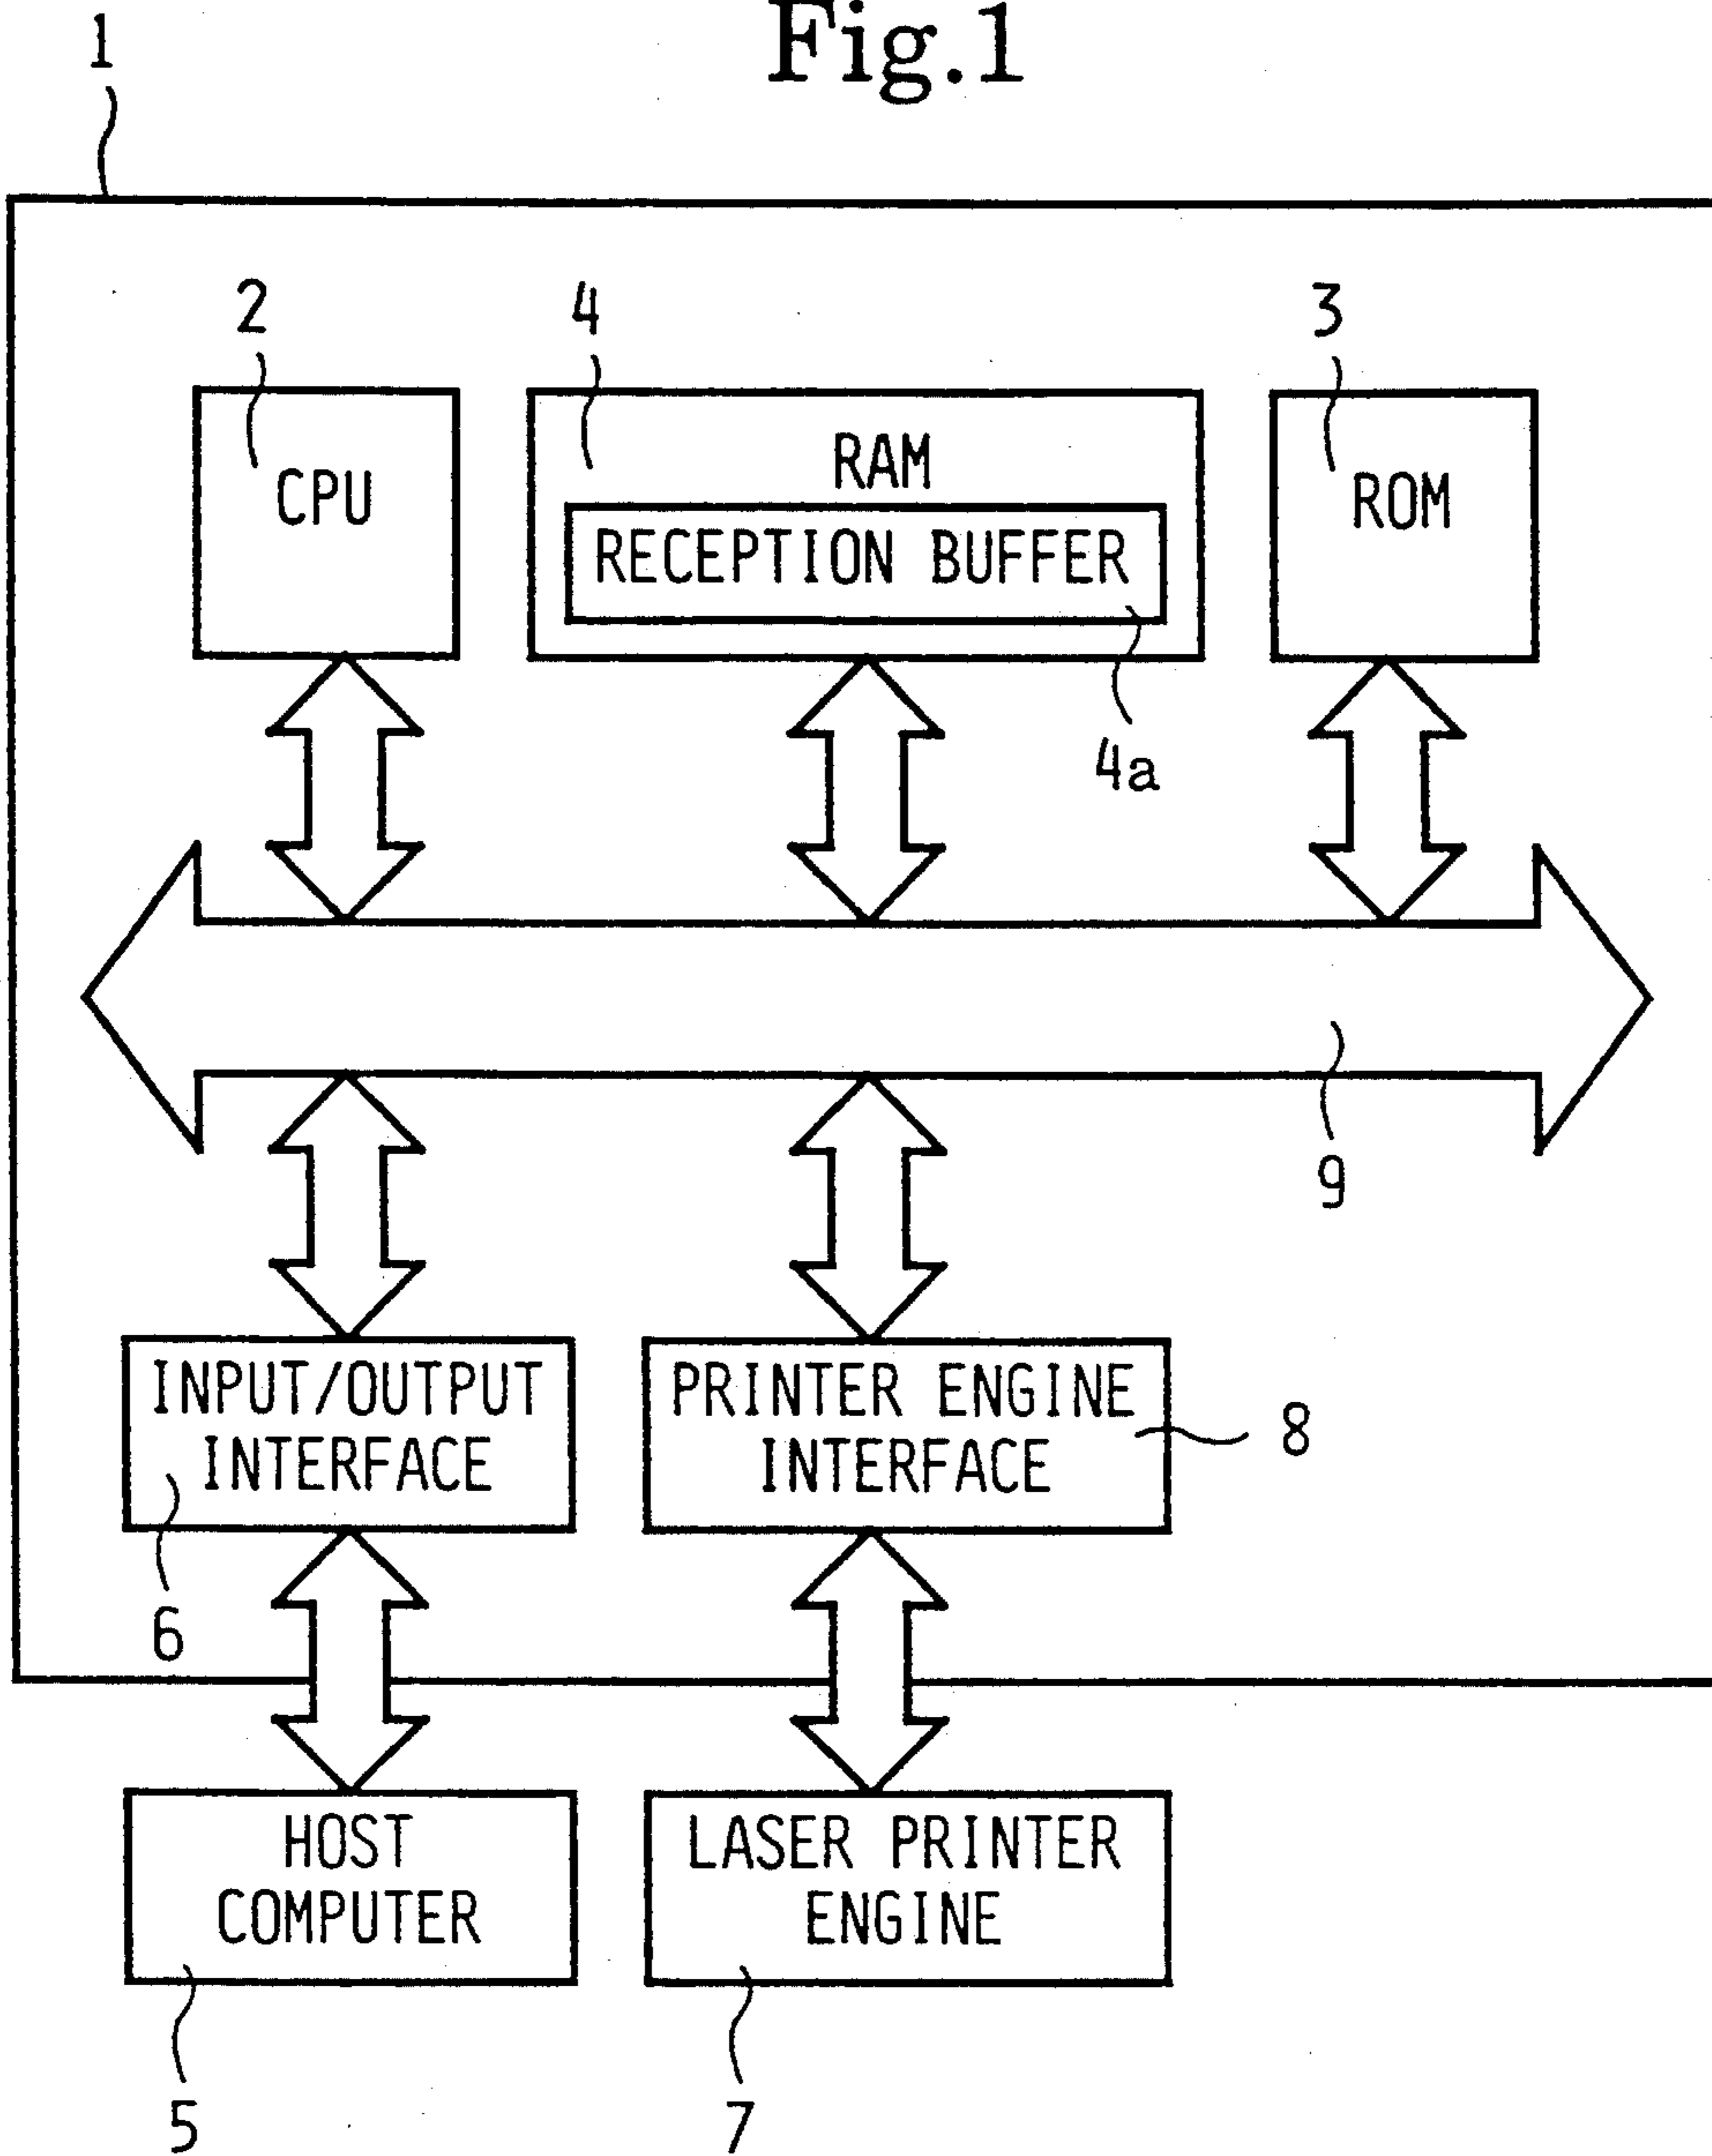 Fig.1
1
2
4
3
CPU
RAM
ROM
RECEPTION BUFFER
4a
9
INPUT/OUTPUT
INTERFACE
PRINTER ENGINE
INTERFACE
8
6
HOST
COMPUTER
LASER PRINTER
ENGINE
5
7